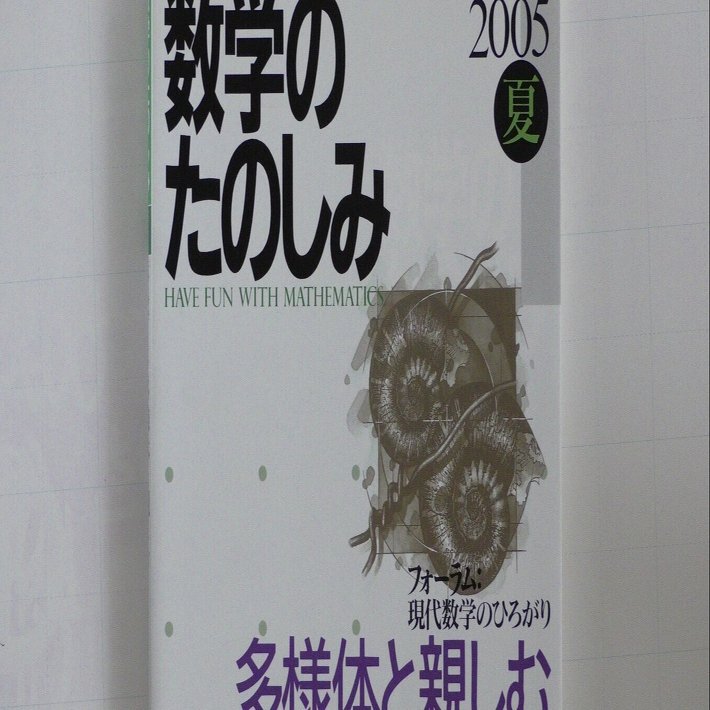 数学の
たのしみ
HAVE FUN WITH MATHEMATICS
2005
夏
フォーラム:
現代数学のひろがり
多様体と親しむ